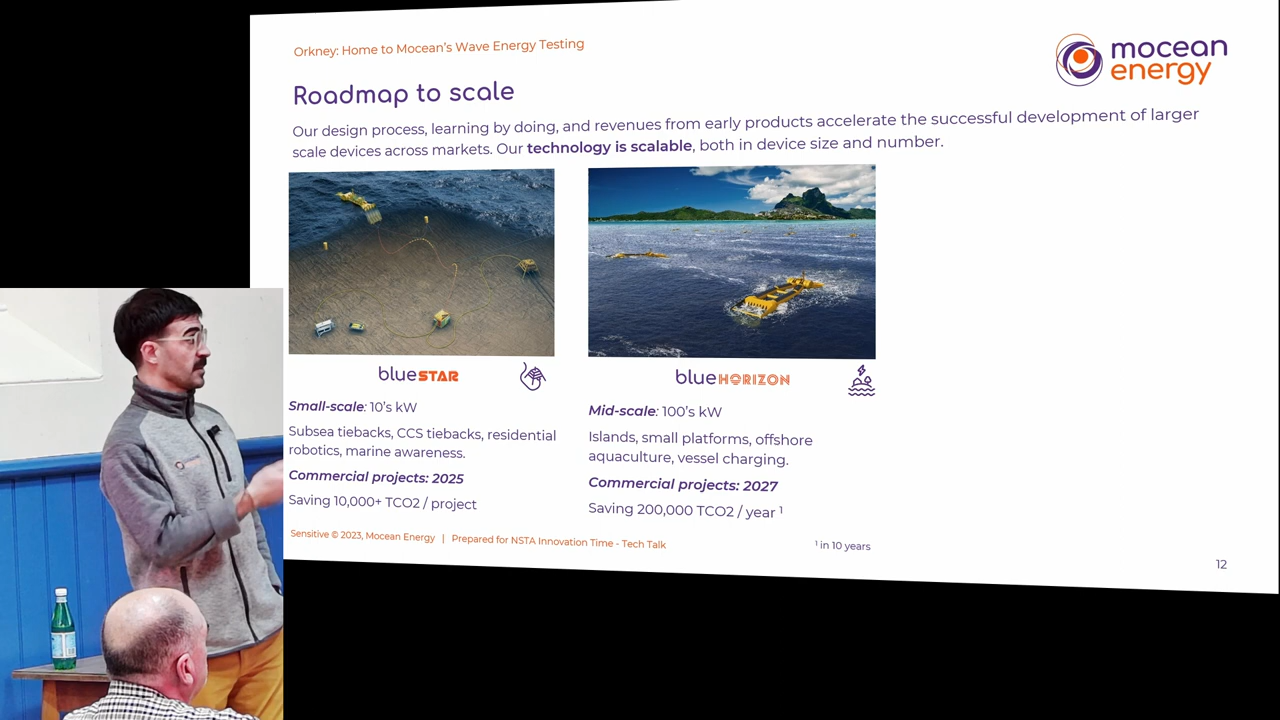 Orkney: Home to Mocean's Wave Energy Testing
mocean
energy
Roadmap to scale
Our design process, learning by doing, and revenues from early products accelerate the successful development of larger
scale devices across markets. Our technology is scalable, both in device size and number.
blueSTAR
Small-scale: 10's kW
Subsea tiebacks, CCS tiebacks, residential
robotics, marine awareness.
Commercial projects: 2025
Saving 10,000+ TCO2 / project
blueHORIZON
Mid-scale: 100's kW
Islands, small platforms, offshore
aquaculture, vessel charging.
Commercial projects: 2027
Saving 200,000 TCO2 / year ¹
Sensitive © 2023, Mocean Energy | Prepared for NSTA Innovation Time - Tech Talk
¹ in 10 years
12